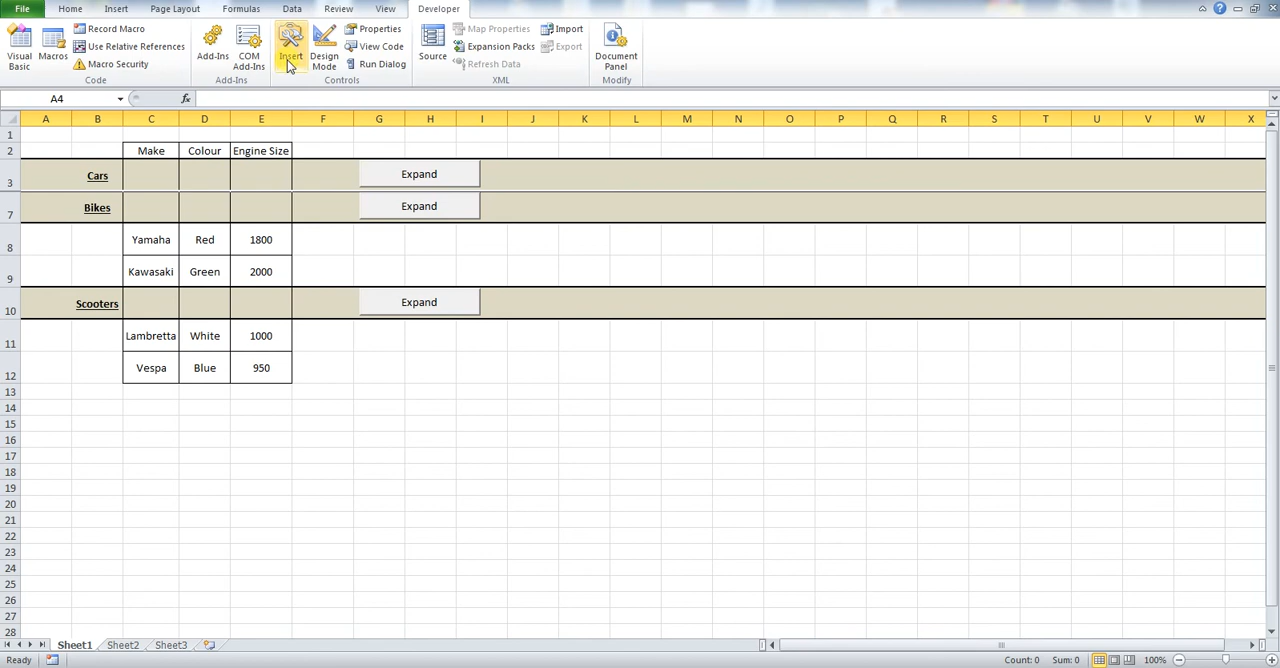 File Home Insert Page Layout Formulas Data Review View Developer
Visual Basic Macros Record Macro Use Relative References Macro Security Add-Ins COM Add-Ins Insert Design Mode Properties View Code Run Dialog Source Map Properties Expansion Packs Refresh Data Import Export Document Panel
Code Add-Ins Controls XML Modify
A4 fx
A B C D E F G H I J K L M N O P Q R S T U V W X
1
2 Make Colour Engine Size
3 Cars Expand
7 Bikes Expand
8 Yamaha Red 1800
9 Kawasaki Green 2000
10 Scooters Expand
11 Lambretta White 1000
12 Vespa Blue 950
13
14
15
16
17
18
19
20
21
22
23
24
25
26
27
28
Sheet1 Sheet2 Sheet3
Ready Count: 0 Sum: 0 100%